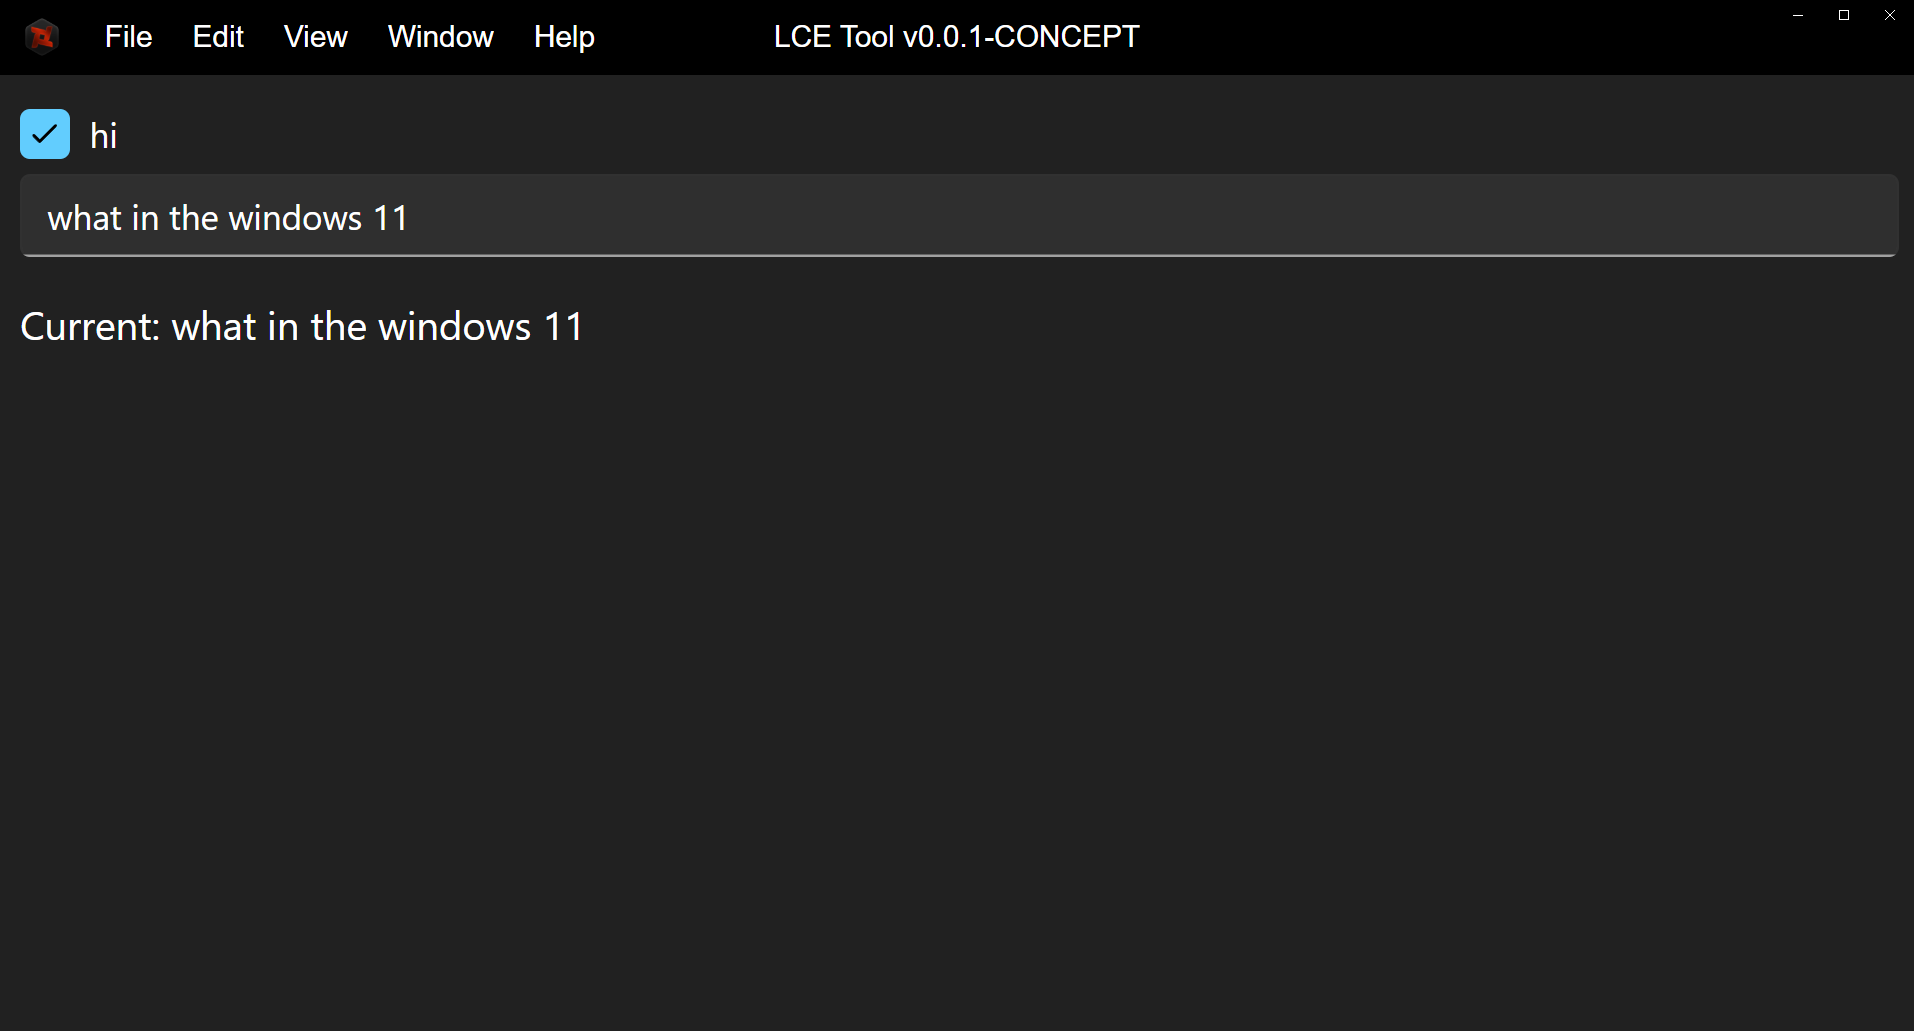 File Edit View Window Help LCE Tool v0.0.1-CONCEPT
hi
what in the windows 11
Current: what in the windows 11